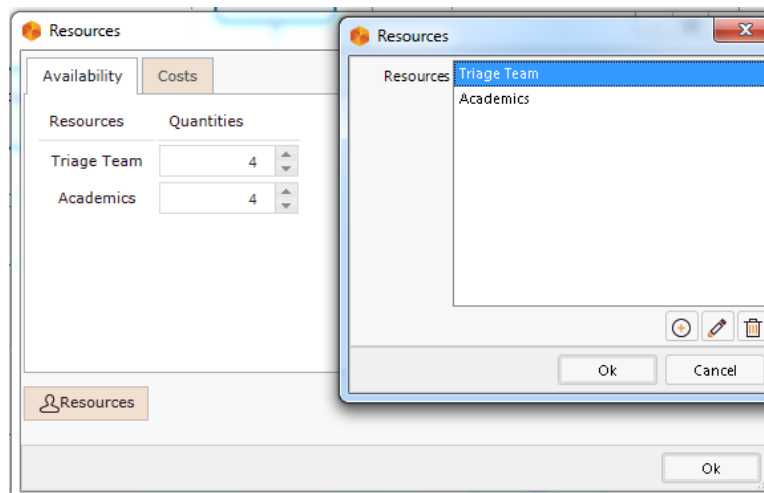 Resources
Availability Costs
Resources Quantities
Triage Team 4
Academics 4
Resources
Ok
Resources
Resources Triage Team
Academics
Ok Cancel